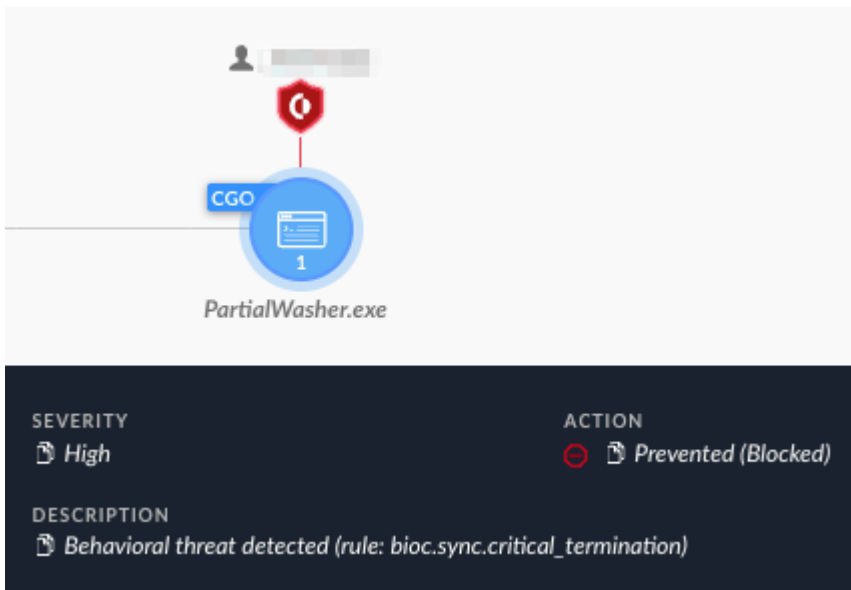 CGO
1
PartialWasher.exe
SEVERITY
High
ACTION
Prevented (Blocked)
DESCRIPTION
Behavioral threat detected (rule: bioc.sync.critical_termination)